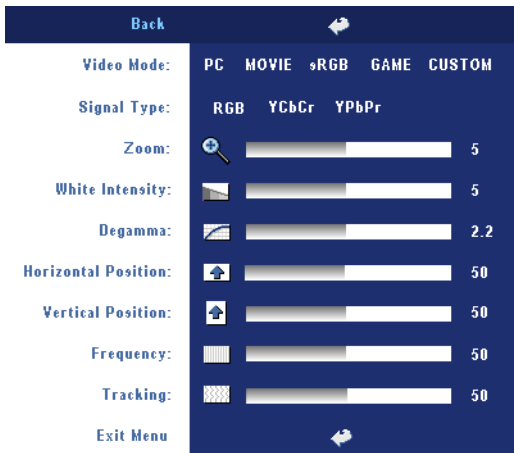 Back
Video Mode: PC MOVIE sRGB GAME CUSTOM
Signal Type: RGB YCbCr YPbPr
Zoom: 5
White Intensity: 5
Degamma: 2.2
Horizontal Position: 50
Vertical Position: 50
Frequency: 50
Tracking: 50
Exit Menu